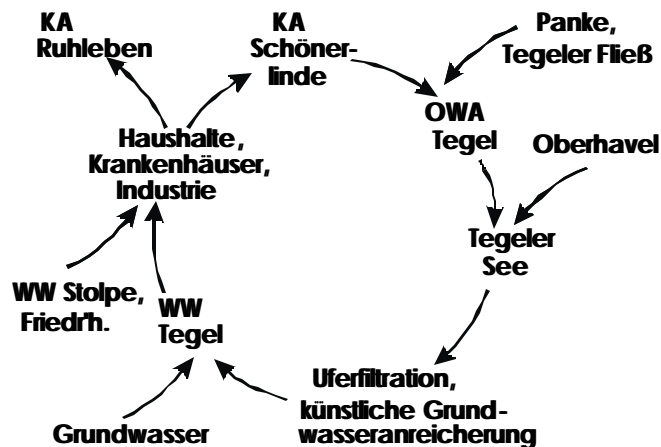 KA
Ruhleben
KA
Schöner-
linde
Panke,
Tegeler Fließ
OWA
Tegel
Oberhavel
Haushalte,
Krankenhäuser,
Industrie
Tegeler
See
WW Stolpe,
Friedr'h.
WW
Tegel
Uferfiltration,
künstliche Grund-
wasseranreicherung
Grundwasser